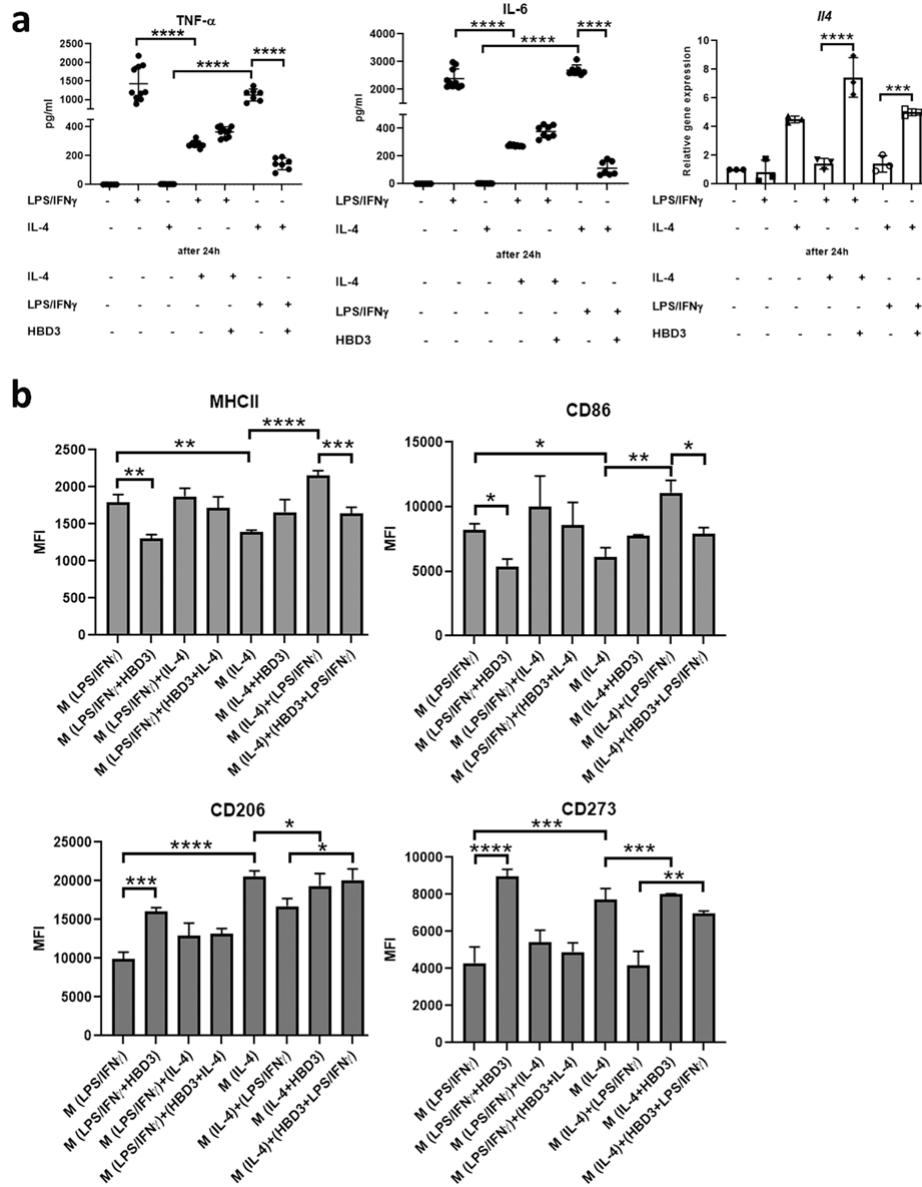 a
TNF-α
pg/ml
2500
2000
1500
1000
500
400
200
0
****
****
****
LPS/IFNγ - + - + + - -
IL-4 - - + - - + +
after 24h
IL-4 - - - + + - -
LPS/IFNγ - - - - - + +
HBD3 - - - - + - +
IL-6
pg/ml
4000
3000
2000
400
200
0
****
****
****
LPS/IFNγ - + - + + - -
IL-4 - - + - - + +
after 24h
IL-4 - - - + + - -
LPS/IFNγ - - - - - + +
HBD3 - - - - + - +
Il4
Relative gene expression
10
8
6
4
2
0
****
***
LPS/IFNγ - + - + + - -
IL-4 - - + - - + +
after 24h
IL-4 - - - + + - -
LPS/IFNγ - - - - - + +
HBD3 - - - - + - +
b
MHCII
MFI
2500
2000
1500
1000
500
0
**
**
****
***
M (LPS/IFNγ)
M (LPS/IFNγ+HBD3)
M (LPS/IFNγ)+(IL-4)
M (LPS/IFNγ)+(HBD3+IL-4)
M (IL-4)
M (IL-4+HBD3)
M (IL-4)+(LPS/IFNγ)
M (IL-4)+(HBD3+LPS/IFNγ)
CD86
MFI
15000
10000
5000
0
*
*
**
*
M (LPS/IFNγ)
M (LPS/IFNγ+HBD3)
M (LPS/IFNγ)+(IL-4)
M (LPS/IFNγ)+(HBD3+IL-4)
M (IL-4)
M (IL-4+HBD3)
M (IL-4)+(LPS/IFNγ)
M (IL-4)+(HBD3+LPS/IFNγ)
CD206
MFI
25000
20000
15000
10000
5000
0
***
****
*
*
M (LPS/IFNγ)
M (LPS/IFNγ+HBD3)
M (LPS/IFNγ)+(IL-4)
M (LPS/IFNγ)+(HBD3+IL-4)
M (IL-4)
M (IL-4)+(LPS/IFNγ)
M (IL-4+HBD3)
M (IL-4)+(HBD3+LPS/IFNγ)
CD273
MFI
10000
8000
6000
4000
2000
0
****
***
***
**
M (LPS/IFNγ)
M (LPS/IFNγ+HBD3)
M (LPS/IFNγ)+(IL-4)
M (LPS/IFNγ)+(HBD3+IL-4)
M (IL-4)
M (IL-4)+(LPS/IFNγ)
M (IL-4+HBD3)
M (IL-4)+(HBD3+LPS/IFNγ)